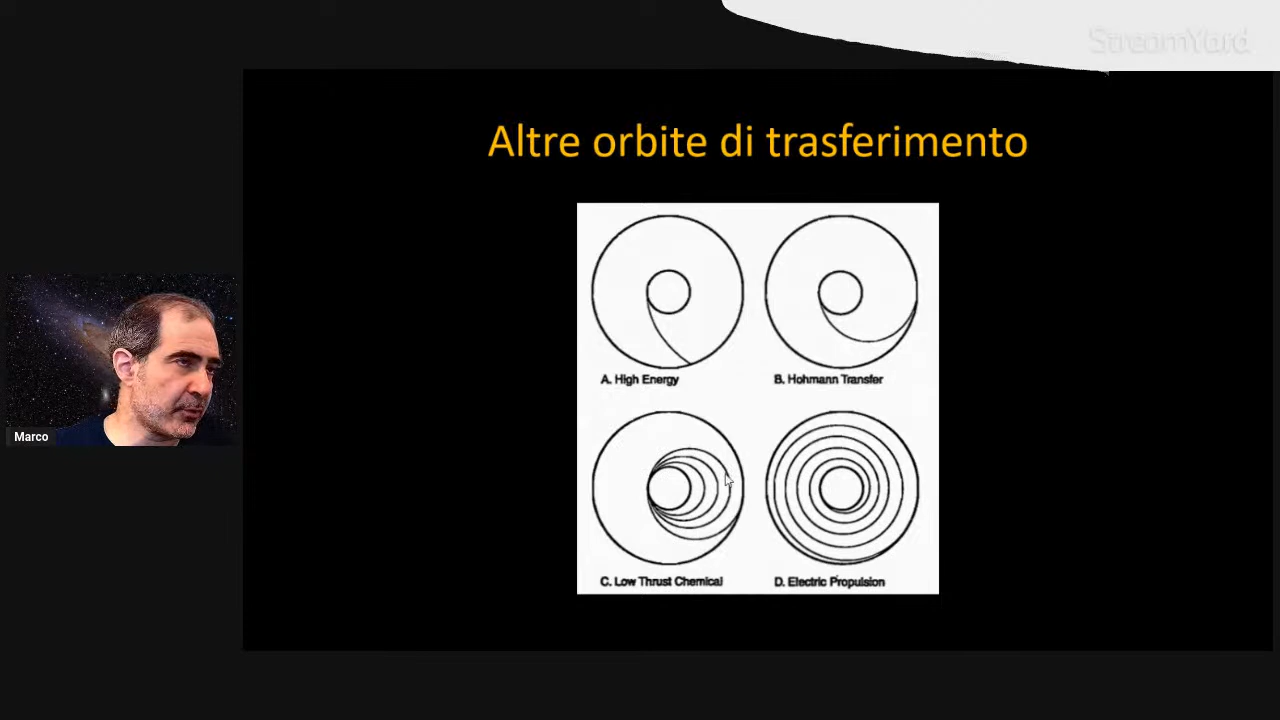 StreamYard
Altre orbite di trasferimento
A. High Energy
B. Hohmann Transfer
Marco
C. Low Thrust Chemical
D. Electric Propulsion